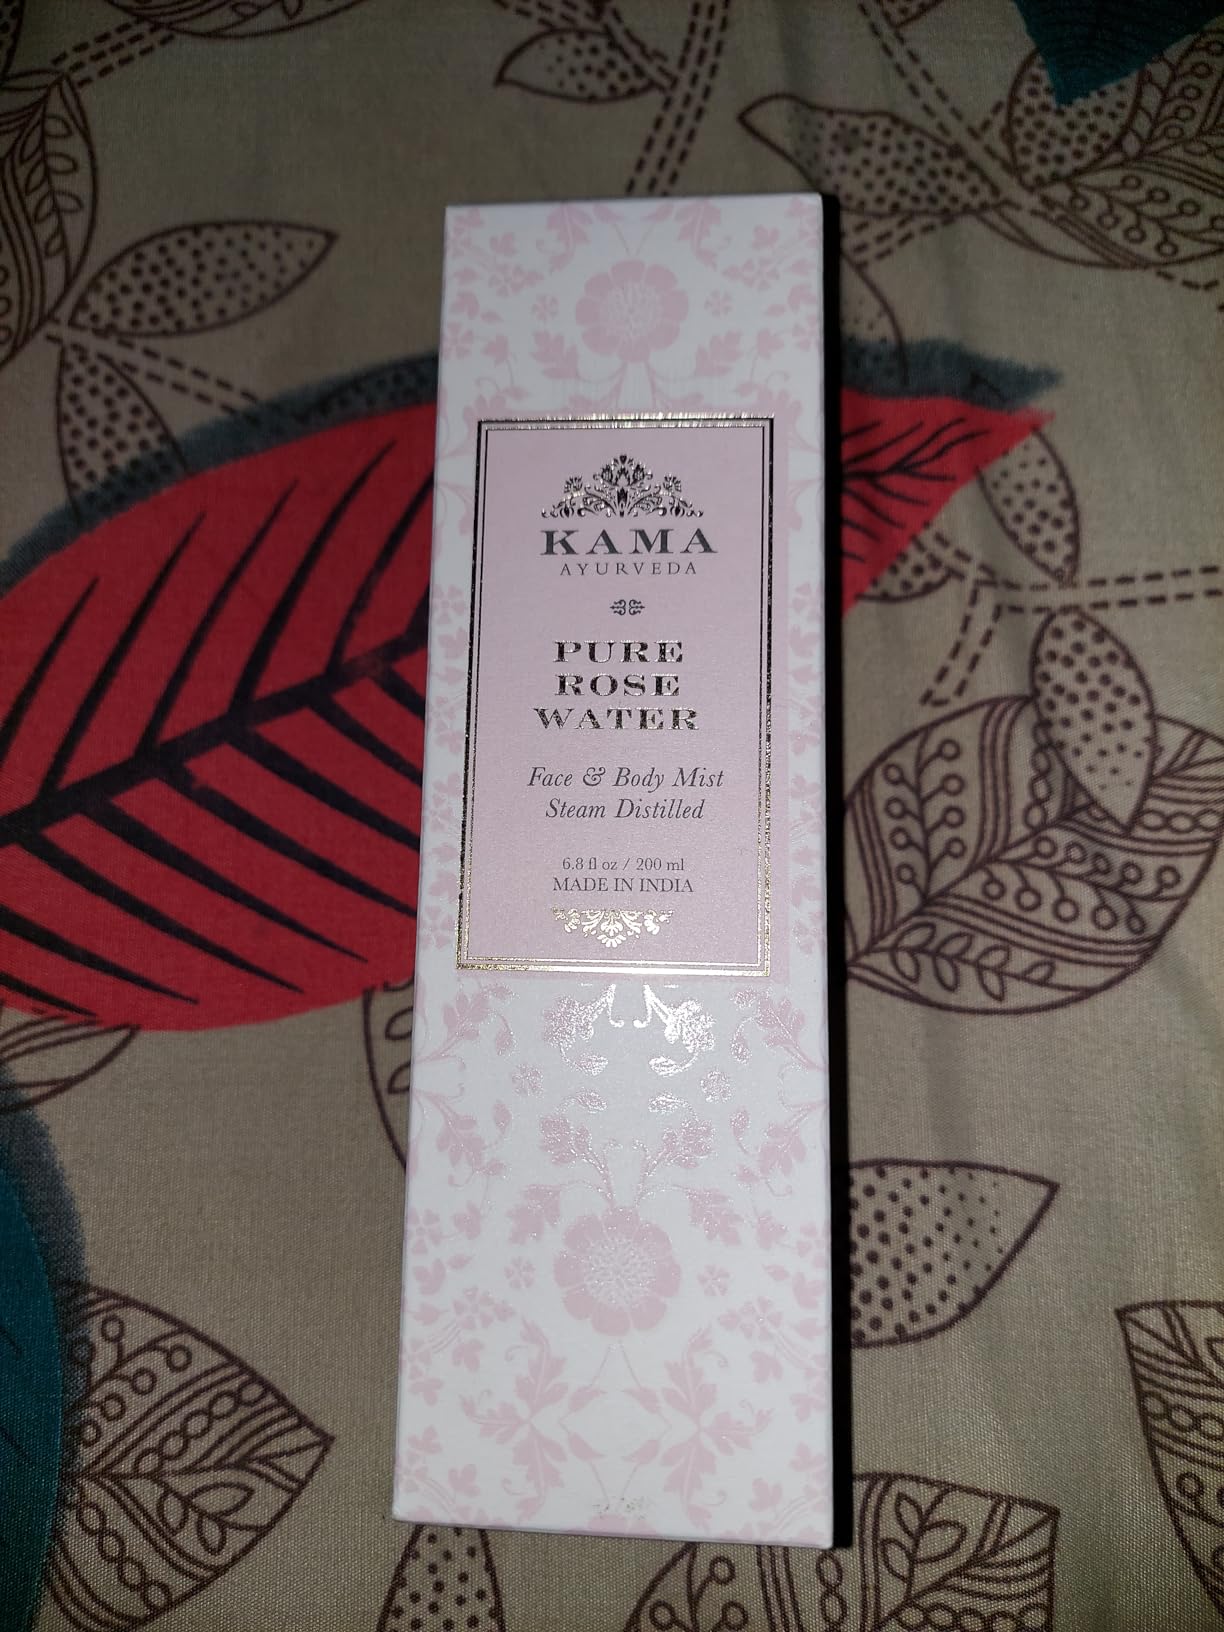 KAMA
AYURVEDA
PURE
ROSE
WATER
Face & Body Mist
Steam Distilled
6.8 fl oz / 200 ml
MADE IN INDIA